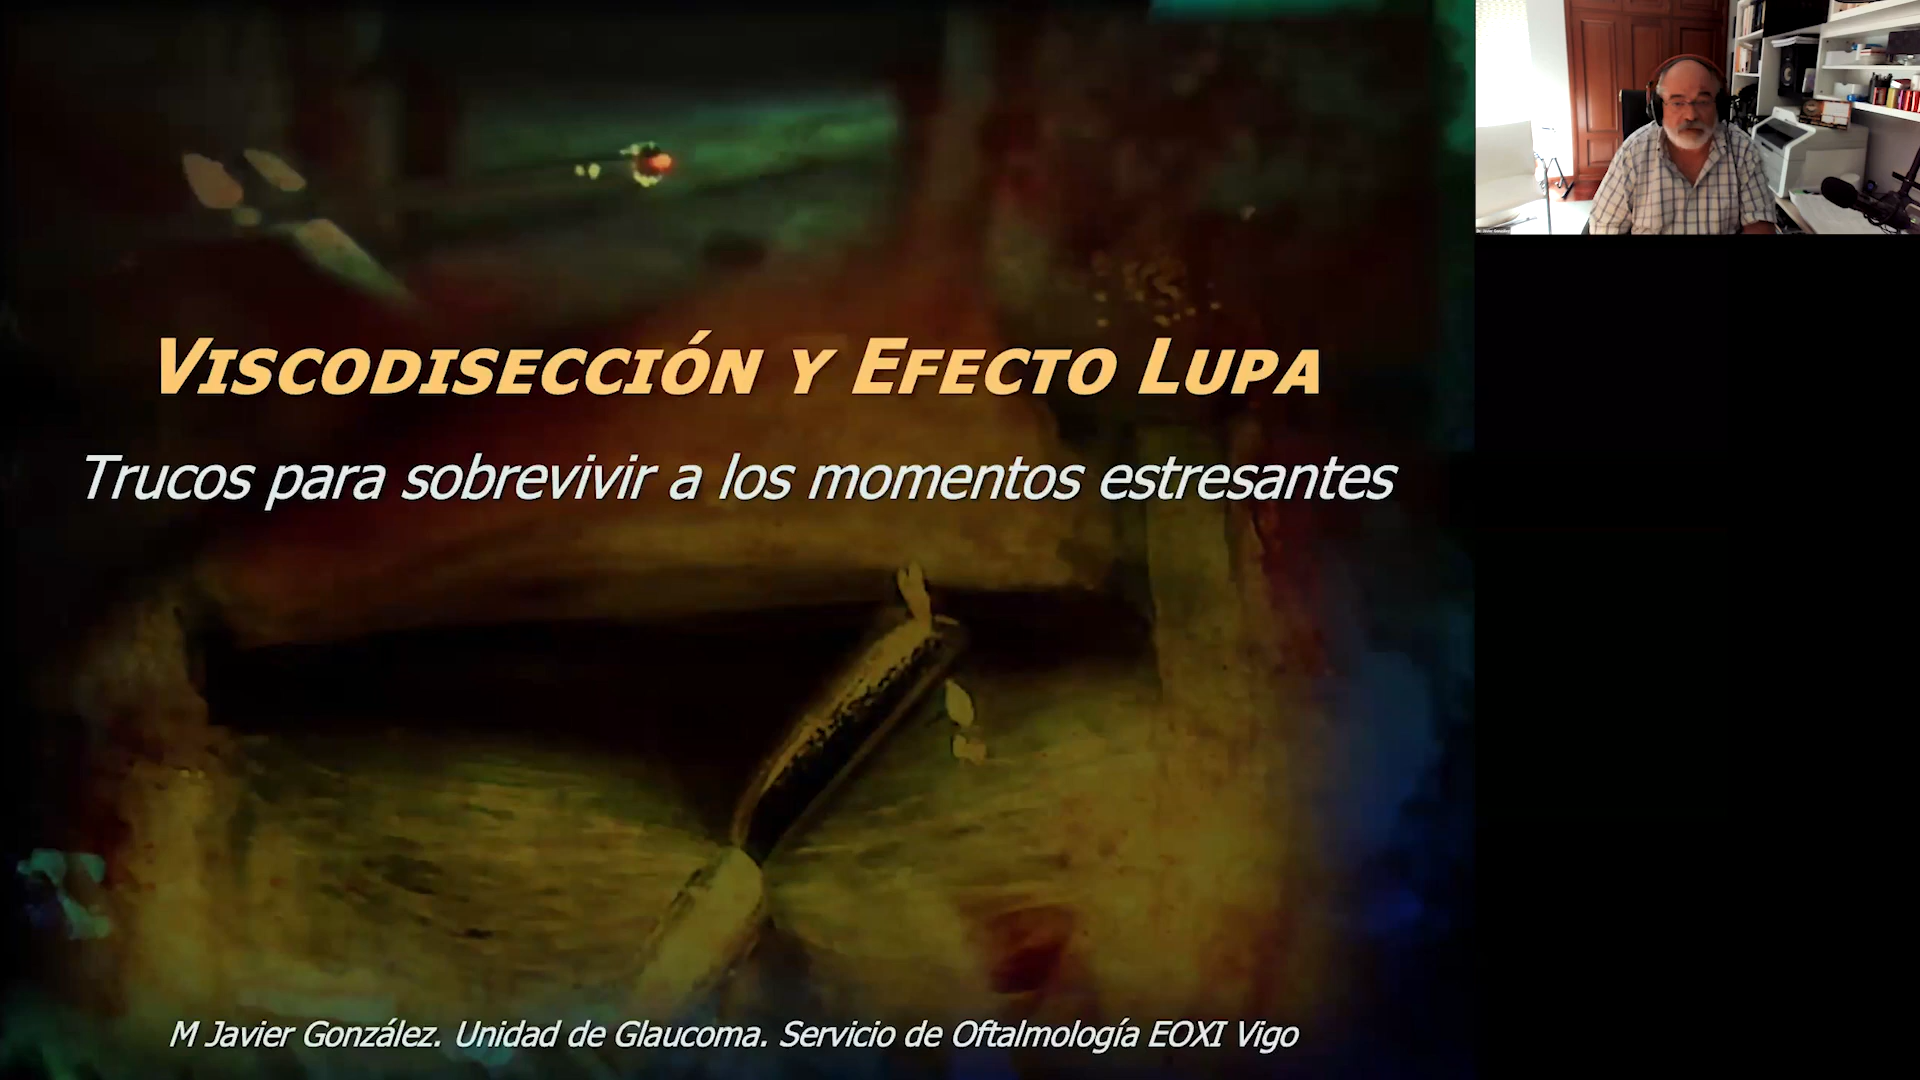 Viscodisección y Efecto Lupa
Trucos para sobrevivir a los momentos estresantes
M Javier González. Unidad de Glaucoma. Servicio de Oftalmología EOXI Vigo